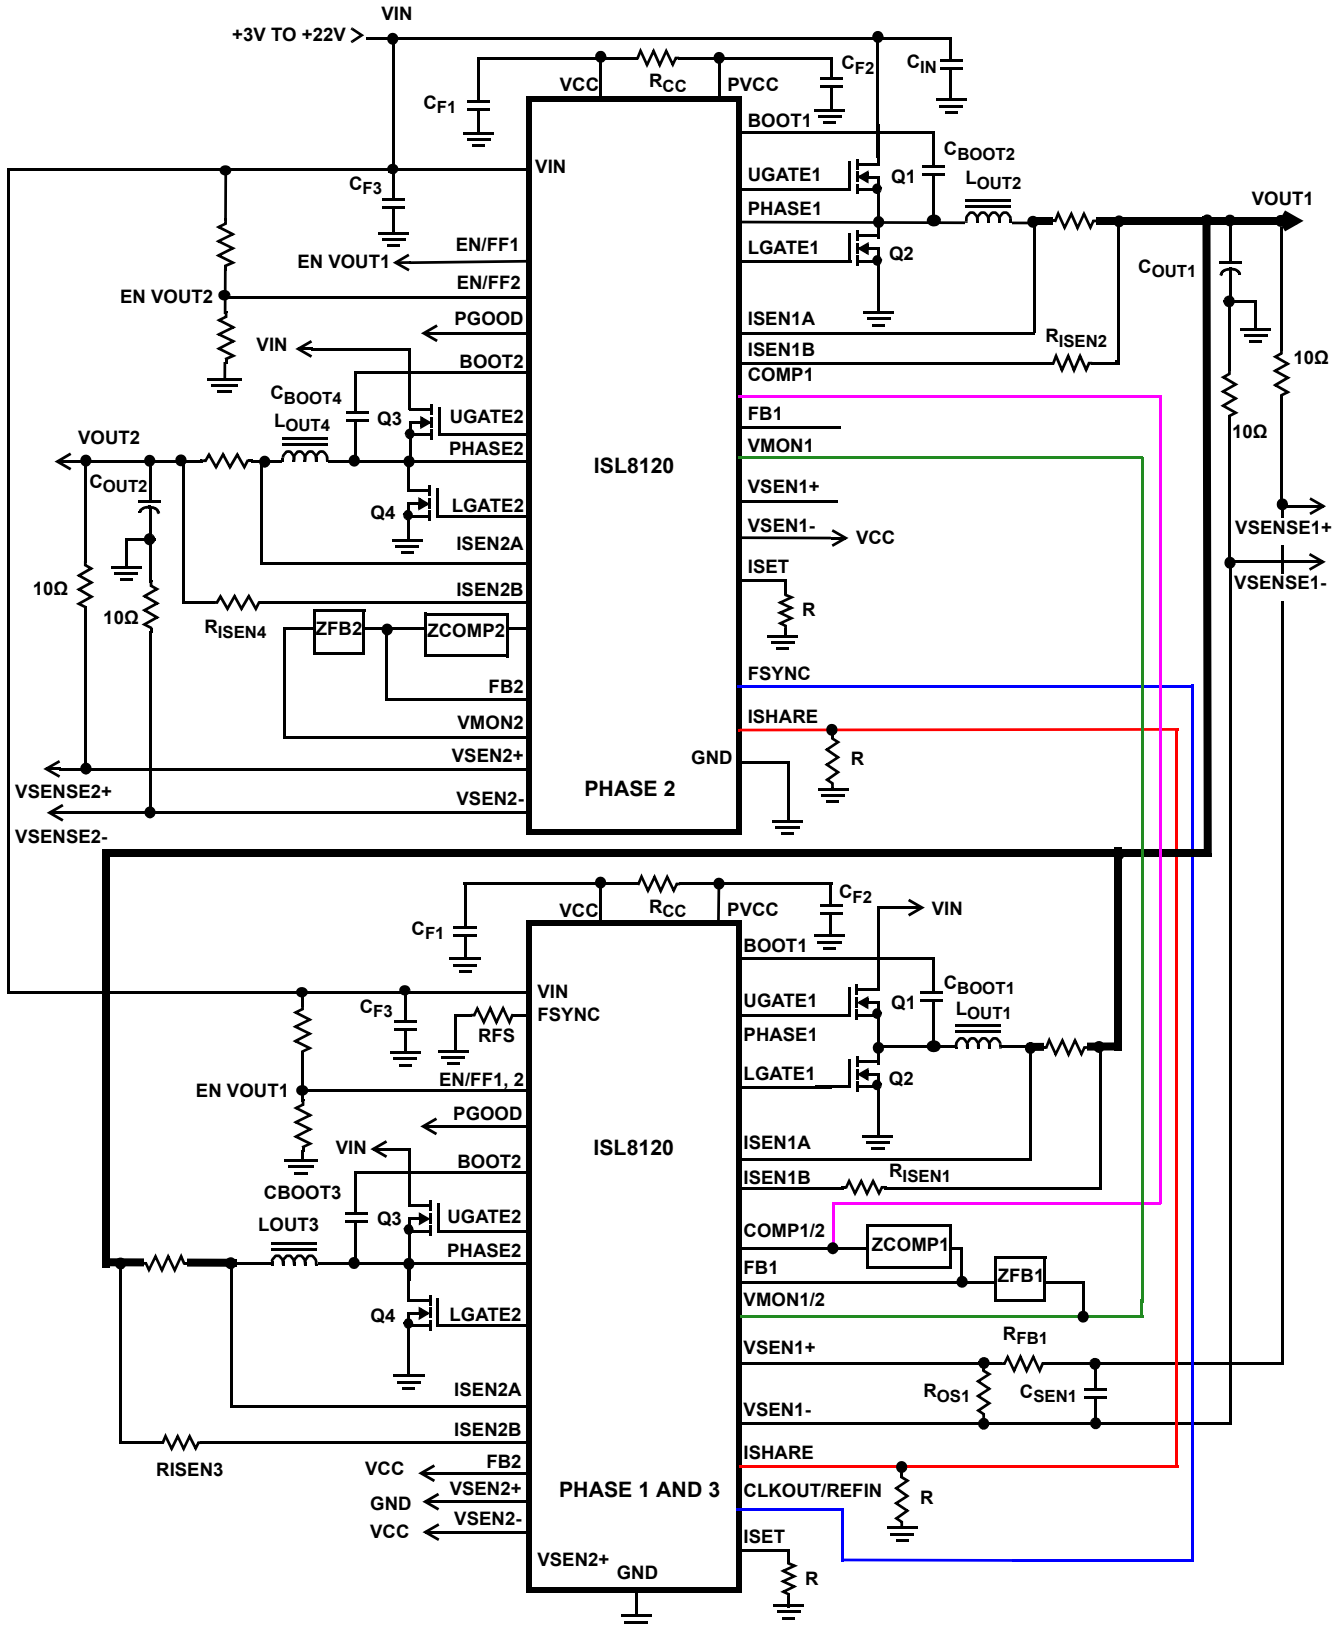 VIN
+3V TO +22V
VCC
RCC
PVCC
CF1
CF2
CIN
VIN
CF3
EN/FF1
EN VOUT1
EN/FF2
EN VOUT2
PGOOD
VIN
BOOT2
CBOOT4
LOUT4
Q3
UGATE2
PHASE2
VOUT2
COUT2
Q4
LGATE2
ISEN2A
10Ω
10Ω
ISEN2B
RISEN4
ZFB2
ZCOMP2
FB2
VMON2
VSEN2+
VSENSE2+
VSEN2-
VSENSE2-
ISL8120
PHASE 2
BOOT1
CBOOT2
LOUT2
UGATE1
Q1
PHASE1
VOUT1
LGATE1
Q2
COUT1
ISEN1A
ISEN1B
RISEN2
10Ω
10Ω
COMP1
FB1
VMON1
VSEN1+
VSEN1-
VCC
VSENSE1+
VSENSE1-
ISET
R
FSYNC
ISHARE
R
GND
VCC
RCC
PVCC
CF1
CF2
VIN
VIN
CF3
FSYNC
RFS
EN VOUT1
EN/FF1, 2
PGOOD
VIN
BOOT2
CBOOT3
LOUT3
Q3
UGATE2
PHASE2
Q4
LGATE2
ISEN2A
ISEN2B
RISEN3
VCC
FB2
GND
VSEN2+
VCC
VSEN2-
ISL8120
PHASE 1 AND 3
VSEN2+
GND
BOOT1
CBOOT1
LOUT1
UGATE1
Q1
PHASE1
LGATE1
Q2
ISEN1A
ISEN1B
RISEN1
COMP1/2
ZCOMP1
FB1
ZFB1
VMON1/2
VSEN1+
RFB1
ROS1
CSEN1
VSEN1-
ISHARE
CLKOUT/REFIN
R
ISET
R